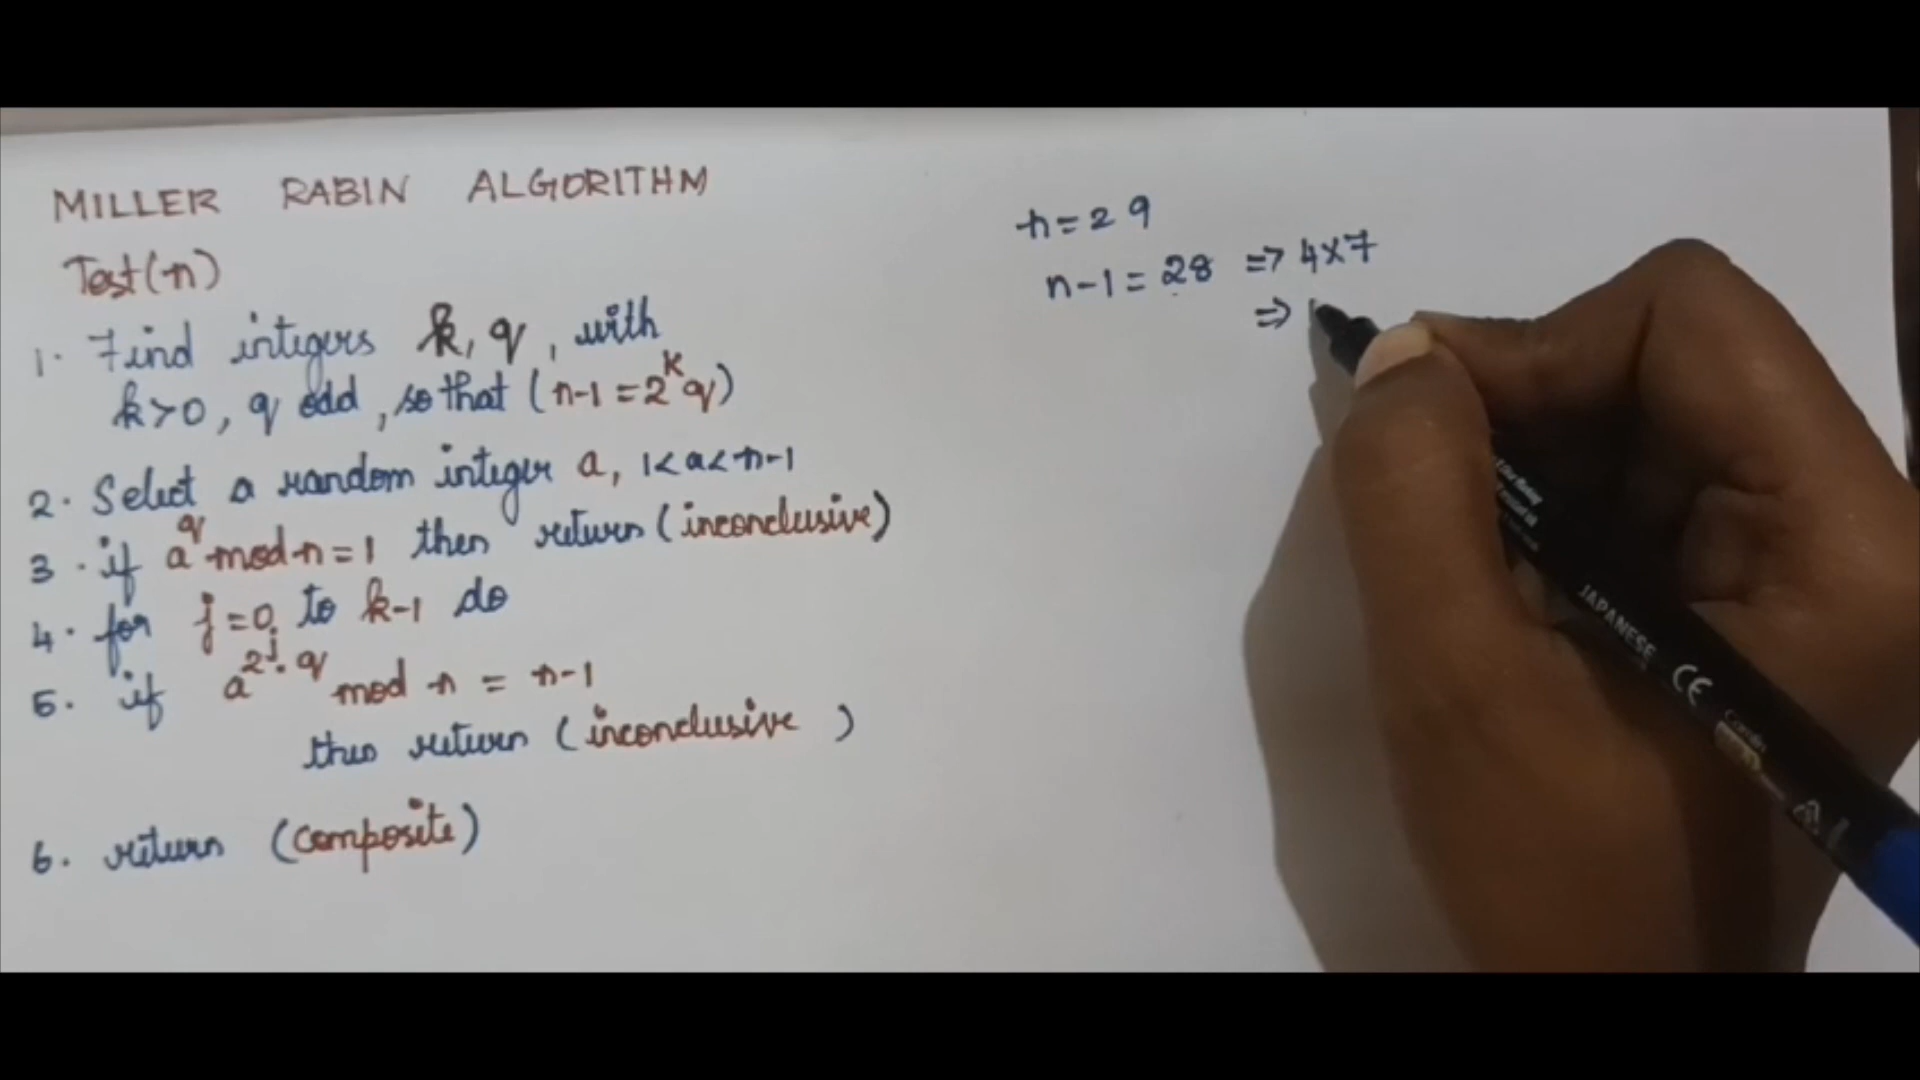 MILLER RABIN ALGORITHM
Test(n)
1. Find integers k, q, with
k>0, q odd, so that (n-1 = 2^k q)
2. Select a random integer a, 1<a<n-1
3. if a^q mod n = 1 then return (inconclusive)
4. for j=0 to k-1 do
5. if a^2^j.q mod n = n-1
then return (inconclusive)
6. return (composite)
n=29
n-1=28 => 4x7
=>
JAPANESE
CE